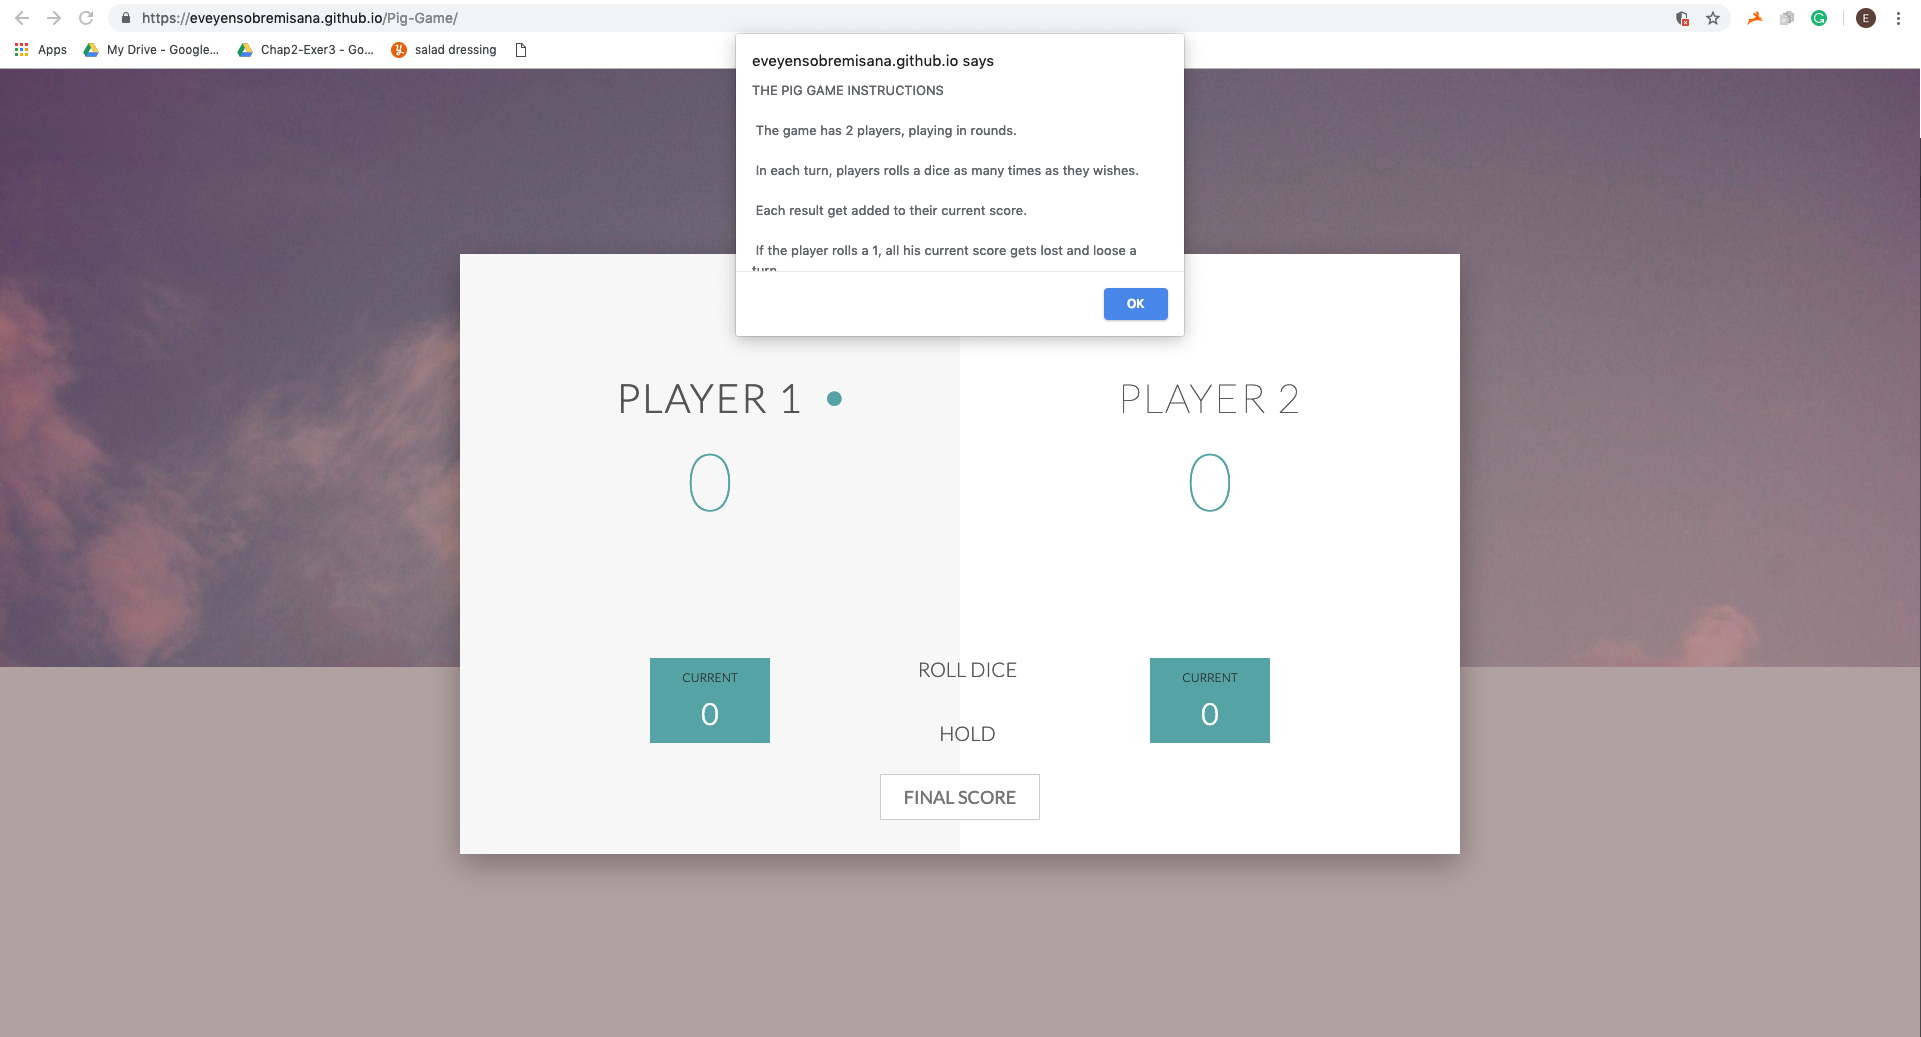 https://eveyensobremisana.github.io/Pig-Game/
E
Apps
My Drive - Google...
Chap2-Exer3 - Go...
salad dressing
eveyensobremisana.github.io says
THE PIG GAME INSTRUCTIONS
The game has 2 players, playing in rounds.
In each turn, players rolls a dice as many times as they wishes.
Each result get added to their current score.
If the player rolls a 1, all his current score gets lost and loose a
turn
OK
PLAYER 1
PLAYER 2
0
0
CURRENT
0
ROLL DICE
HOLD
CURRENT
0
FINAL SCORE